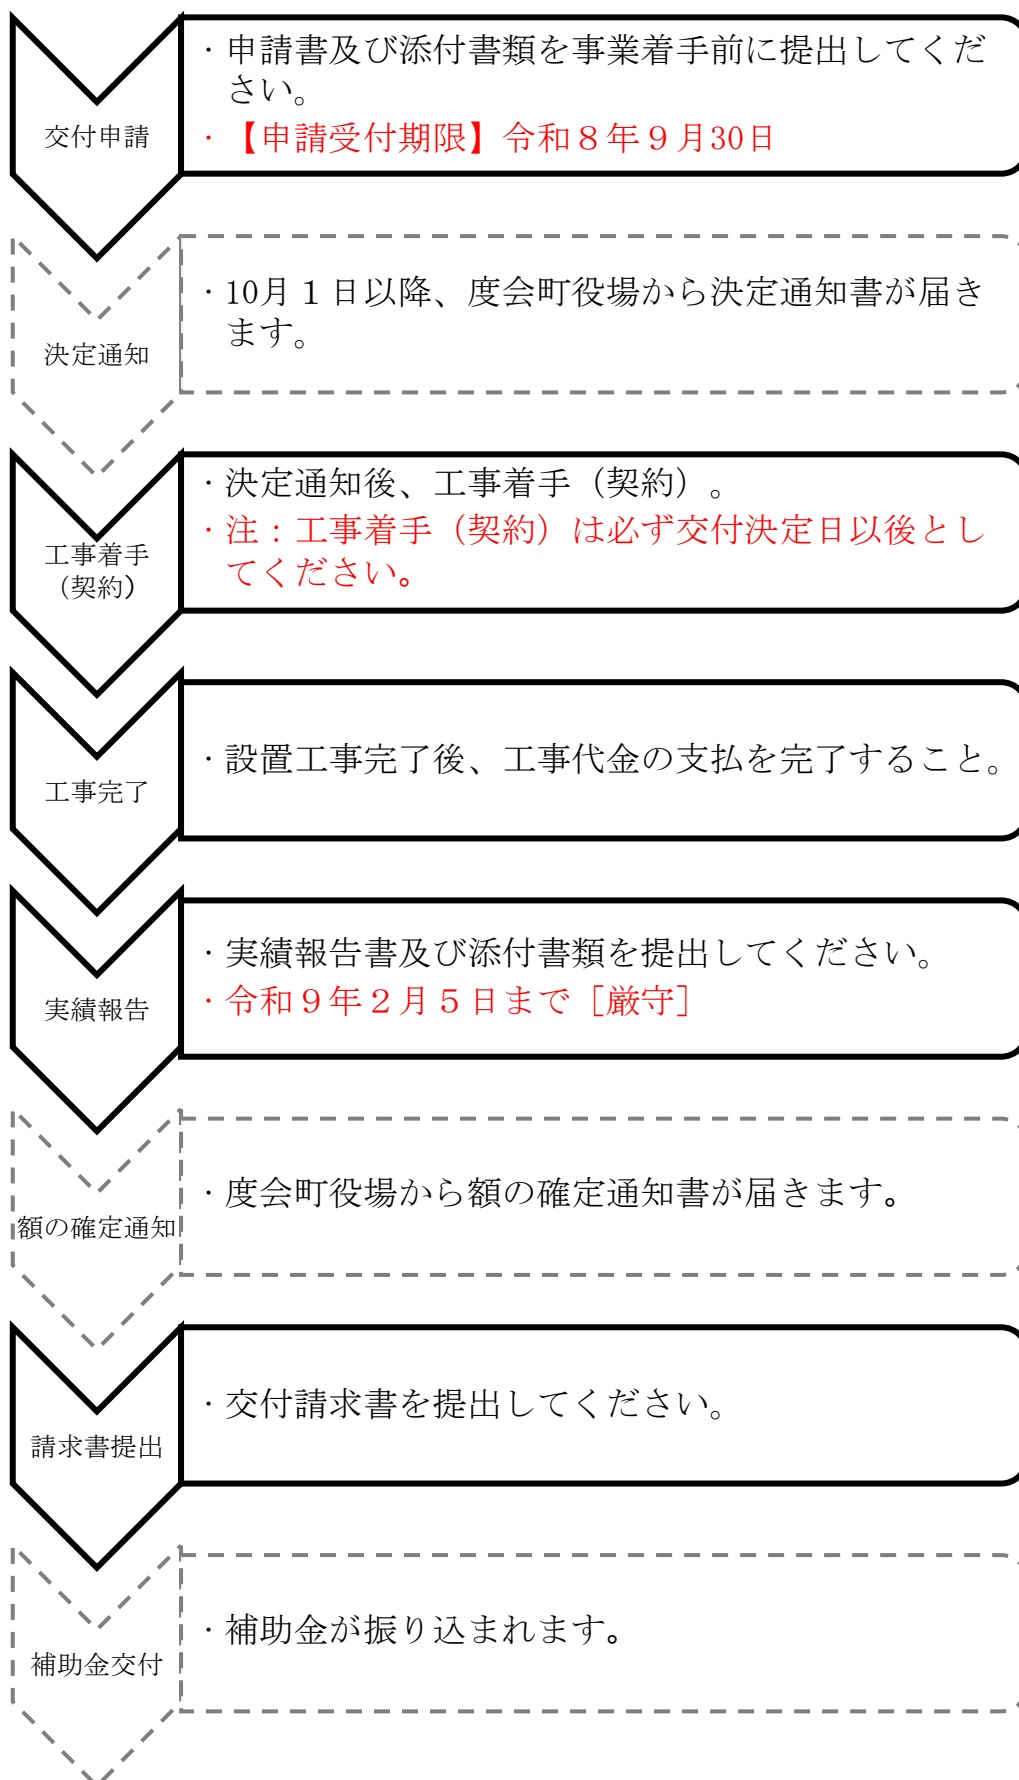 ・申請書及び添付書類を事業着手前に提出してくだ
さい。
・【申請受付期限】令和８年９月30日
交付申請
・10月１日以降、度会町役場から決定通知書が届き
ます。
決定通知
・決定通知後、工事着手（契約）。
・注：工事着手（契約）は必ず交付決定日以後とし
てください。
工事着手
（契約）
・設置工事完了後、工事代金の支払を完了すること。
工事完了
・実績報告書及び添付書類を提出してください。
・令和９年２月５日まで［厳守］
実績報告
・度会町役場から額の確定通知書が届きます。
額の確定通知
・交付請求書を提出してください。
請求書提出
・補助金が振り込まれます。
補助金交付